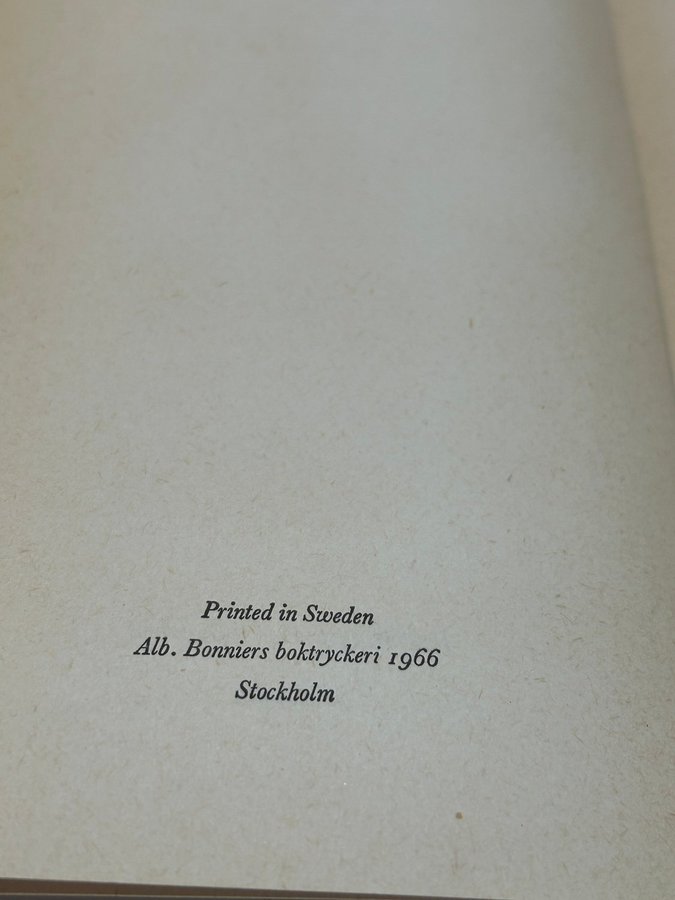 Printed in Sweden
Alb. Bonniers boktryckeri 1966
Stockholm